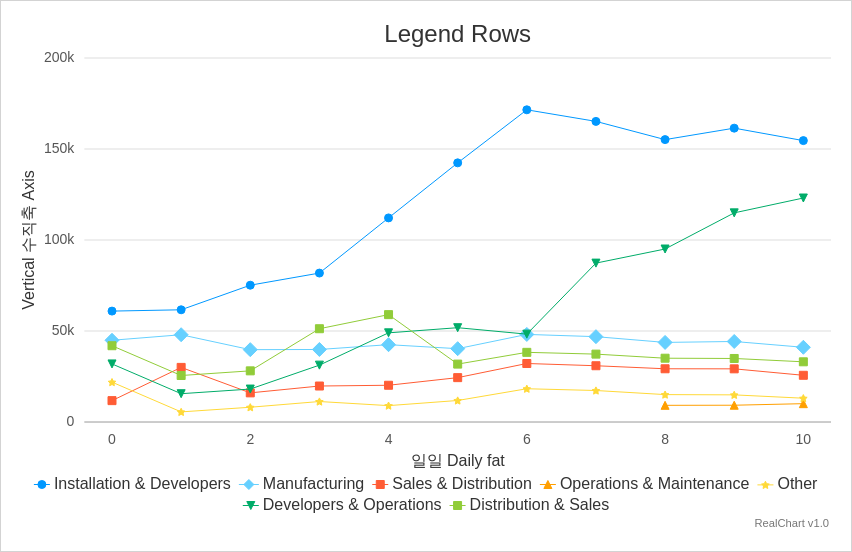 Legend Rows
200k
150k
100k
50k
0
Vertical 수직축 Axis
0 2 4 6 8 10
일일 Daily fat
Installation & Developers Manufacturing Sales & Distribution Operations & Maintenance Other
Developers & Operations Distribution & Sales
RealChart v1.0